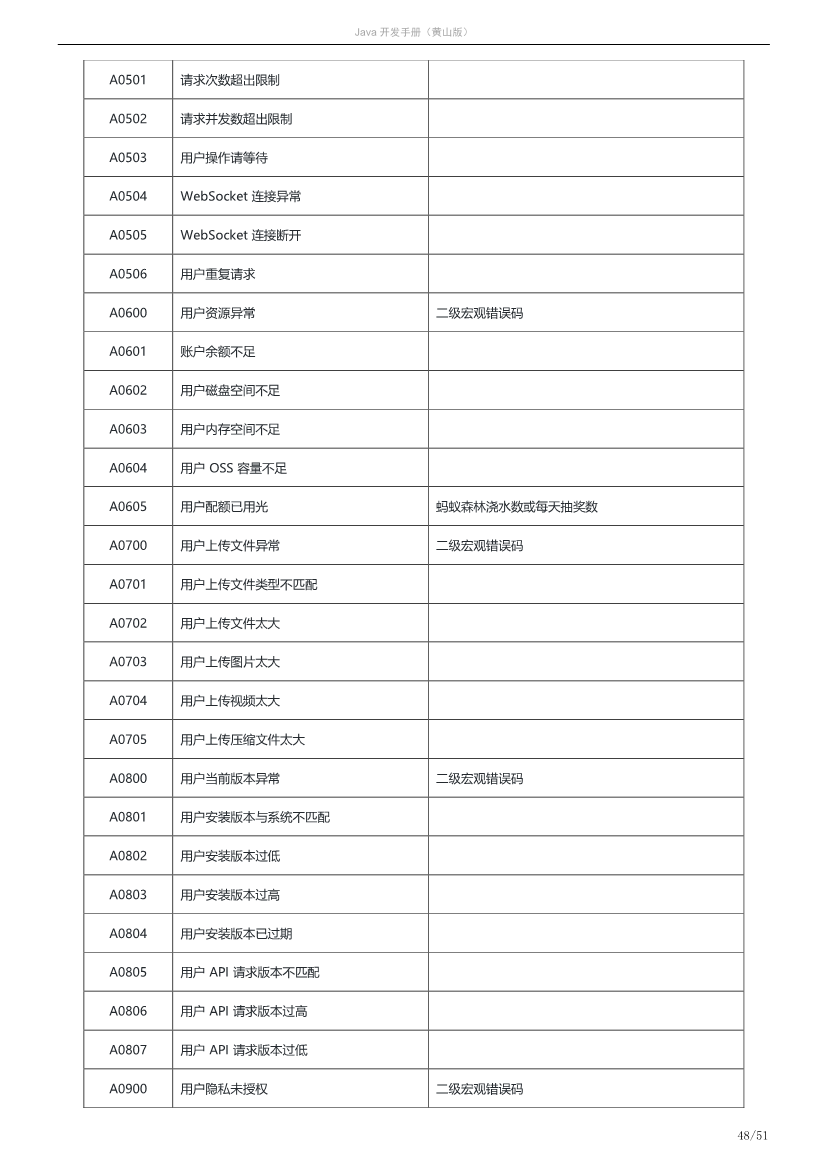 Java 开发手册（黄山版）
A0501 请求次数超出限制
A0502 请求并发数超出限制
A0503 用户操作请等待
A0504 WebSocket 连接异常
A0505 WebSocket 连接断开
A0506 用户重复请求
A0600 用户资源异常 二级宏观错误码
A0601 账户余额不足
A0602 用户磁盘空间不足
A0603 用户内存空间不足
A0604 用户 OSS 容量不足
A0605 用户配额已用光 蚂蚁森林浇水数或每天抽奖数
A0700 用户上传文件异常 二级宏观错误码
A0701 用户上传文件类型不匹配
A0702 用户上传文件太大
A0703 用户上传图片太大
A0704 用户上传视频太大
A0705 用户上传压缩文件太大
A0800 用户当前版本异常 二级宏观错误码
A0801 用户安装版本与系统不匹配
A0802 用户安装版本过低
A0803 用户安装版本过高
A0804 用户安装版本已过期
A0805 用户 API 请求版本不匹配
A0806 用户 API 请求版本过高
A0807 用户 API 请求版本过低
A0900 用户隐私未授权 二级宏观错误码
48/51